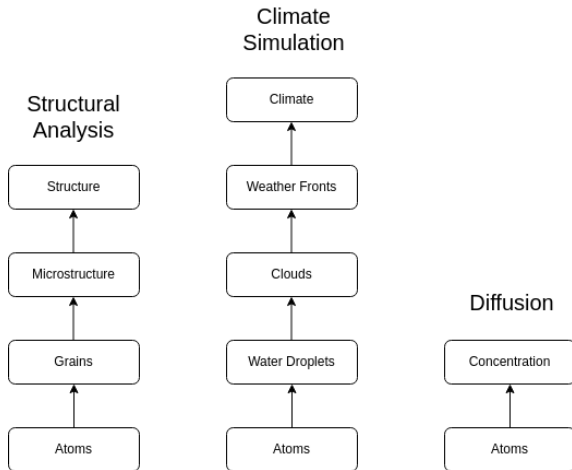 Structural
Analysis
Structure
Microstructure
Grains
Atoms
Climate
Simulation
Climate
Weather Fronts
Clouds
Water Droplets
Atoms
Diffusion
Concentration
Atoms